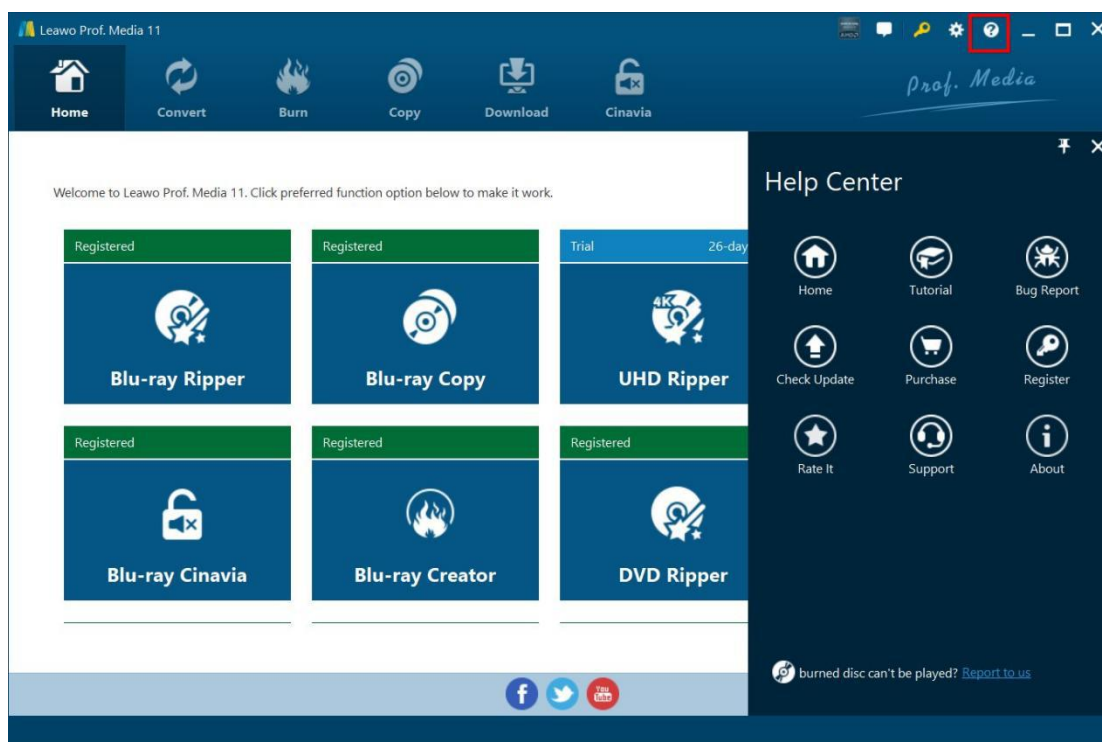 Leawo Prof. Media 11
Home Convert Burn Copy Download Cinavia
Prof. Media
Welcome to Leawo Prof. Media 11. Click preferred function option below to make it work.
Help Center
Registered Registered Trial 26-day
4K
Blu-ray Ripper Blu-ray Copy UHD Ripper
Home Tutorial Bug Report
Check Update Purchase Register
Registered Registered Registered
Rate It Support About
Blu-ray Cinavia Blu-ray Creator DVD Ripper
burned disc can't be played? Report to us
f You Tube